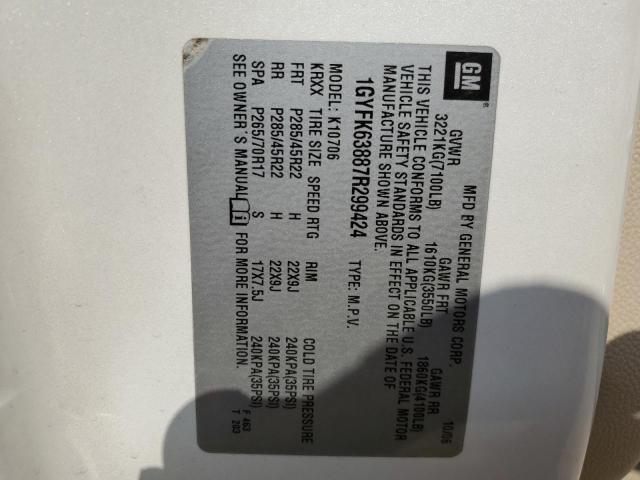 GM
®
MFD BY GENERAL MOTORS CORP. 10/06
GVWR GAWR FRT GAWR RR
3221KG(7100LB) 1610KG(3550LB) 1860KG(4100LB)
THIS VEHICLE CONFORMS TO ALL APPLICABLE U.S. FEDERAL MOTOR
VEHICLE SAFETY STANDARDS IN EFFECT ON THE DATE OF
MANUFACTURE SHOWN ABOVE.
1GYFK63887R299424 TYPE: M.P.V.
MODEL: K10706
KRXX TIRE SIZE SPEED RTG RIM COLD TIRE PRESSURE
FRT P285/45R22 H 22X9J 240KPA(35PSI)
RR P285/45R22 H 22X9J 240KPA(35PSI)
SPA P265/70R17 S 17X7.5J 240KPA(35PSI)
SEE OWNER'S MANUAL i FOR MORE INFORMATION.
F 463
T 203